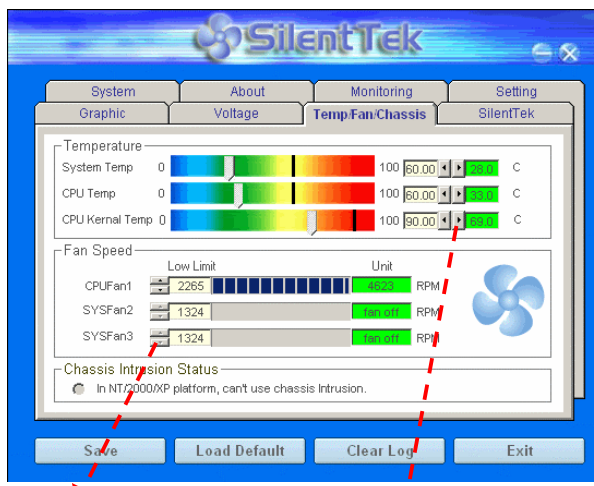 SilentTek
System About Monitoring Setting
Graphic Voltage Temp/Fan/Chassis SilentTek
Temperature
System Temp 0 100 60.00 28.0 C
CPU Temp 0 100 60.00 33.0 C
CPU Kernal Temp 0 100 90.00 69.0 C
Fan Speed
Low Limit Unit
CPUFan1 2265 4623 RPM
SYSFan2 1324 fan off RPM
SYSFan3 1324 fan off RPM
Chassis Intrusion Status
In NT/2000/XP platform, can't use chassis Intrusion.
Save Load Default Clear Log Exit